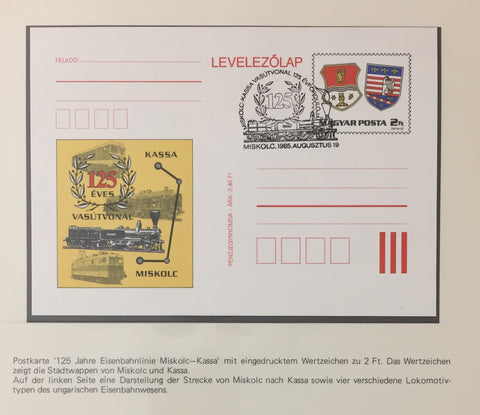 FELADÓ:
LEVELEZŐLAP
MISKOLC-KASSA VASÚTVONAL 125. ÉVFORDULÓ
125
MISKOLC, 1985. AUGUSZTUS 19
MAGYAR POSTA 2Ft
KASSA
125
ÉVES
VASÚTVONAL
MISKOLC
PÉNZJEGYNYOMDA - ÁRA: 2,40 Ft
Postkarte '125 Jahre Eisenbahnlinie Miskolc—Kassa' mit eingedrucktem Wertzeichen zu 2 Ft. Das Wertzeichen
zeigt die Stadtwappen von Miskolc und Kassa.
Auf der linken Seite eine Darstellung der Strecke von Miskolc nach Kassa sowie vier verschiedene Lokomotiv-
typen des ungarischen Eisenbahnwesens.